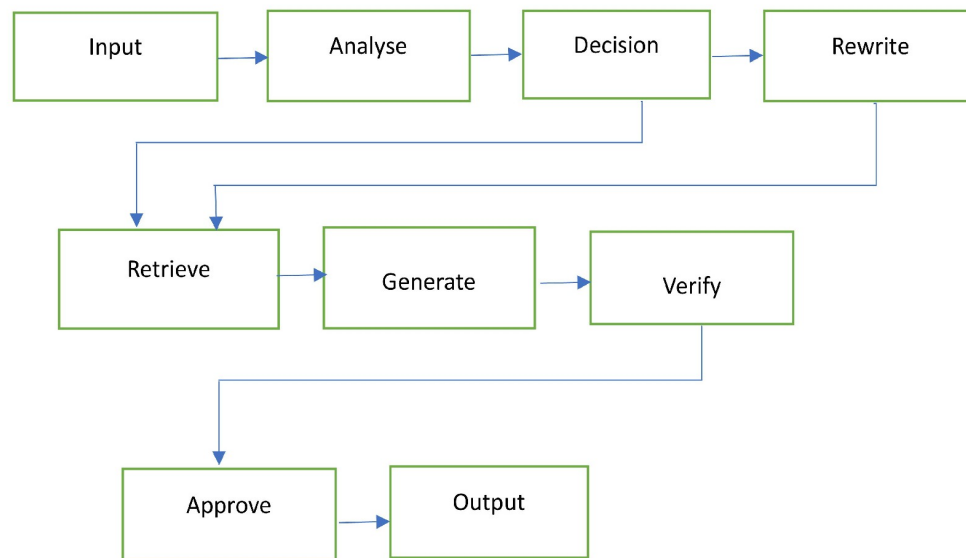 Input
Analyse
Decision
Rewrite
Retrieve
Generate
Verify
Approve
Output